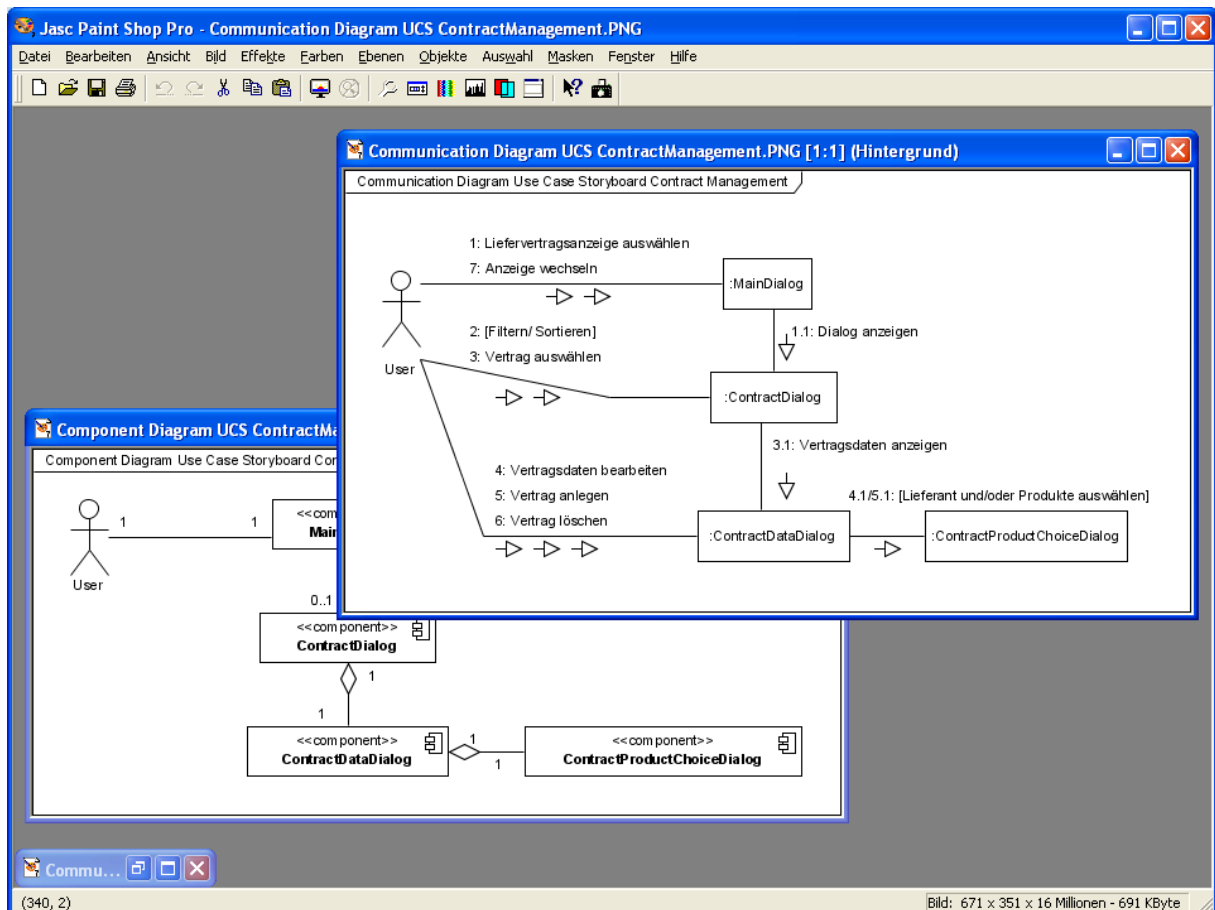 Jasc Paint Shop Pro - Communication Diagram UCS ContractManagement.PNG
Datei Bearbeiten Ansicht Bild Effekte Farben Ebenen Objekte Auswahl Masken Fenster Hilfe
Communication Diagram UCS ContractManagement.PNG [1:1] (Hintergrund)
Communication Diagram Use Case Storyboard Contract Management
1: Liefervertragsanzeige auswählen
7: Anzeige wechseln
:MainDialog
User
2: [Filtern/ Sortieren]
3: Vertrag auswählen
1.1: Dialog anzeigen
:ContractDialog
3.1: Vertragsdaten anzeigen
4: Vertragsdaten bearbeiten
5: Vertrag anlegen
6: Vertrag löschen
4.1/5.1: [Lieferant und/oder Produkte auswählen]
:ContractDataDialog
:ContractProductChoiceDialog
Component Diagram UCS ContractMa
Component Diagram Use Case Storyboard Con
User
1
1
<<com
Main
0..1
<<component>>
ContractDialog
1
1
<<component>>
ContractDataDialog
1
1
<<component>>
ContractProductChoiceDialog
Commu...
(340, 2)
Bild: 671 x 351 x 16 Millionen - 691 KByte